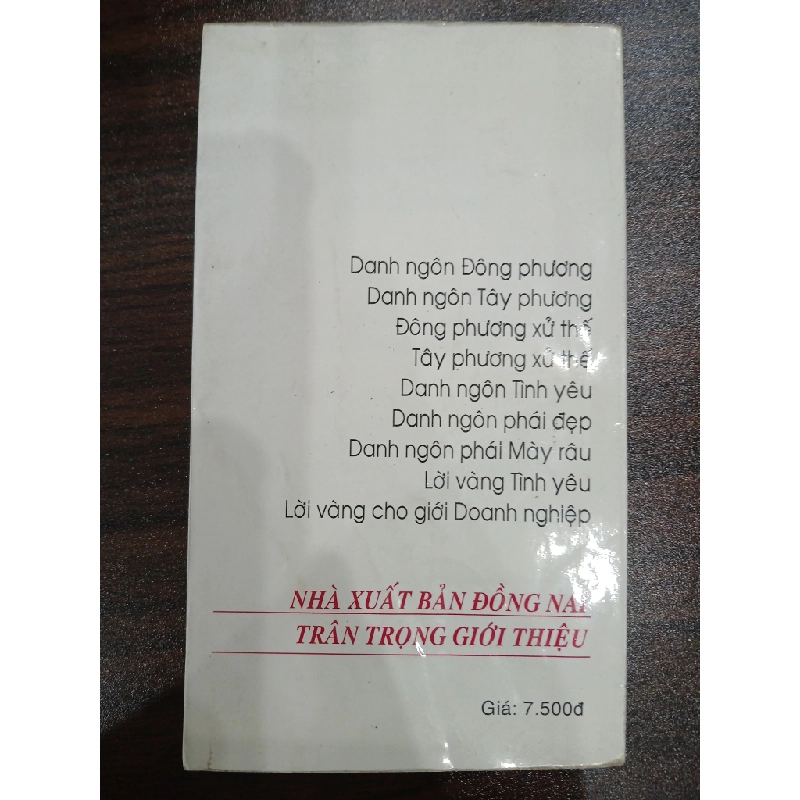 Danh ngôn Đông phương
Danh ngôn Tây phương
Đông phương xử thế
Tây phương xử thế
Danh ngôn Tình yêu
Danh ngôn phái đẹp
Danh ngôn phái Mày râu
Lời vàng Tình yêu
Lời vàng cho giới Doanh nghiệp
NHÀ XUẤT BẢN ĐỒNG NAI
TRÂN TRỌNG GIỚI THIỆU
Giá: 7.500đ